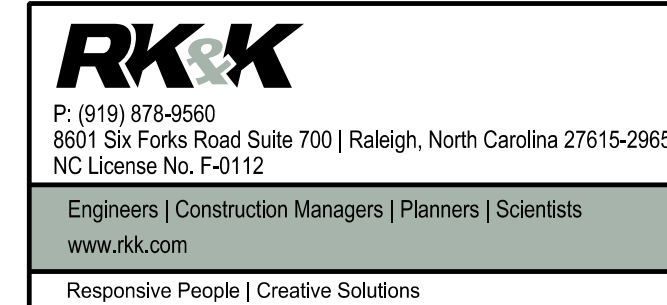 RK&K
P: (919) 878-9560
8601 Six Forks Road Suite 700 | Raleigh, North Carolina 27615-2965
NC License No. F-0112
Engineers | Construction Managers | Planners | Scientists
www.rkk.com
Responsive People | Creative Solutions